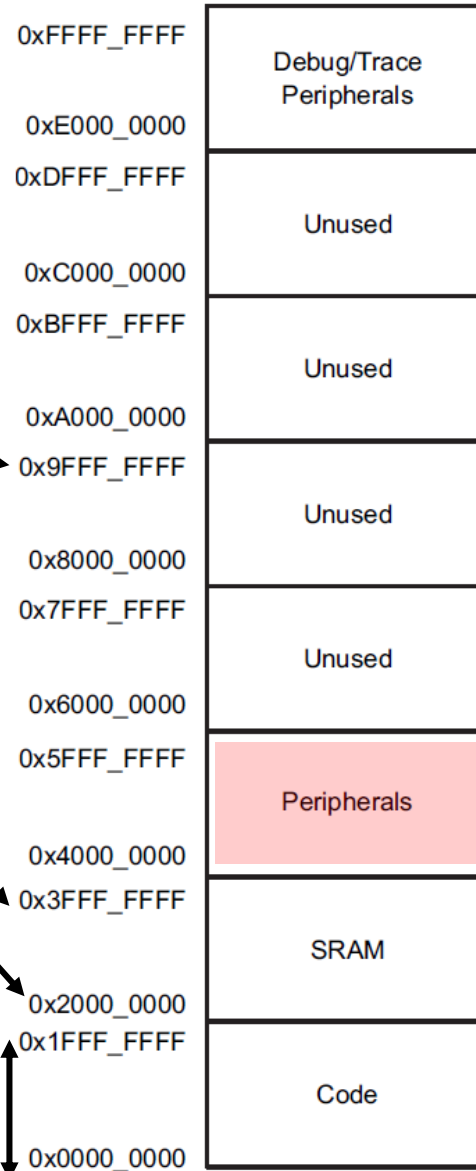 0xFFFF_FFFF
Debug/Trace
Peripherals
0xE000_0000
0xDFFF_FFFF
Unused
0xC000_0000
0xBFFF_FFFF
Unused
0xA000_0000
0x9FFF_FFFF
Unused
0x8000_0000
0x7FFF_FFFF
Unused
0x6000_0000
0x5FFF_FFFF
Peripherals
0x4000_0000
0x3FFF_FFFF
SRAM
0x2000_0000
0x1FFF_FFFF
Code
0x0000_0000